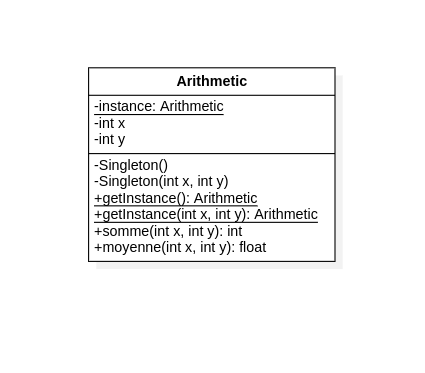 Arithmetic
-instance: Arithmetic
-int x
-int y
-Singleton()
-Singleton(int x, int y)
+getInstance(): Arithmetic
+getInstance(int x, int y): Arithmetic
+somme(int x, int y): int
+moyenne(int x, int y): float